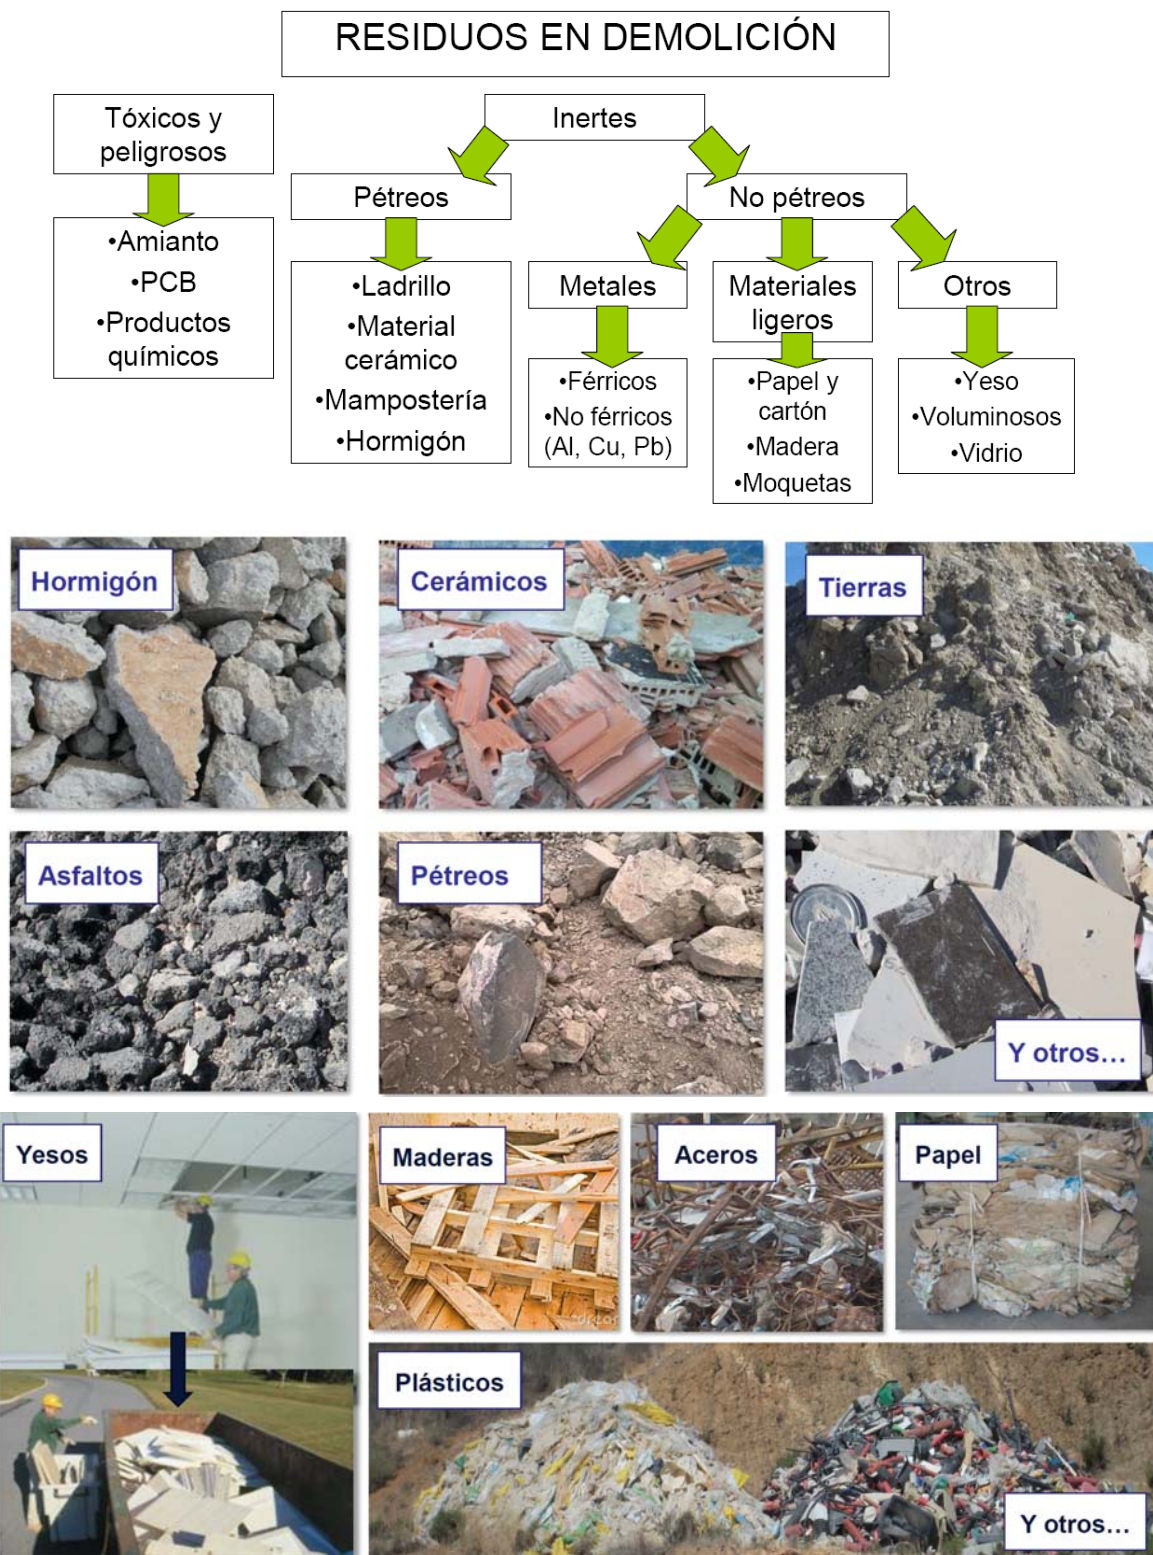 RESIDUOS EN DEMOLICIÓN
Tóxicos y
peligrosos
•Amianto
•PCB
•Productos
químicos
Inertes
Pétreos
•Ladrillo
•Material
cerámico
•Mampostería
•Hormigón
No pétreos
Metales
•Férricos
•No férricos
(Al, Cu, Pb)
Materiales
ligeros
•Papel y
cartón
•Madera
•Moquetas
Otros
•Yeso
•Voluminosos
•Vidrio
Hormigón
Cerámicos
Tierras
Asfaltos
Pétreos
Y otros...
Yesos
Maderas
Aceros
Papel
Plásticos
Y otros...